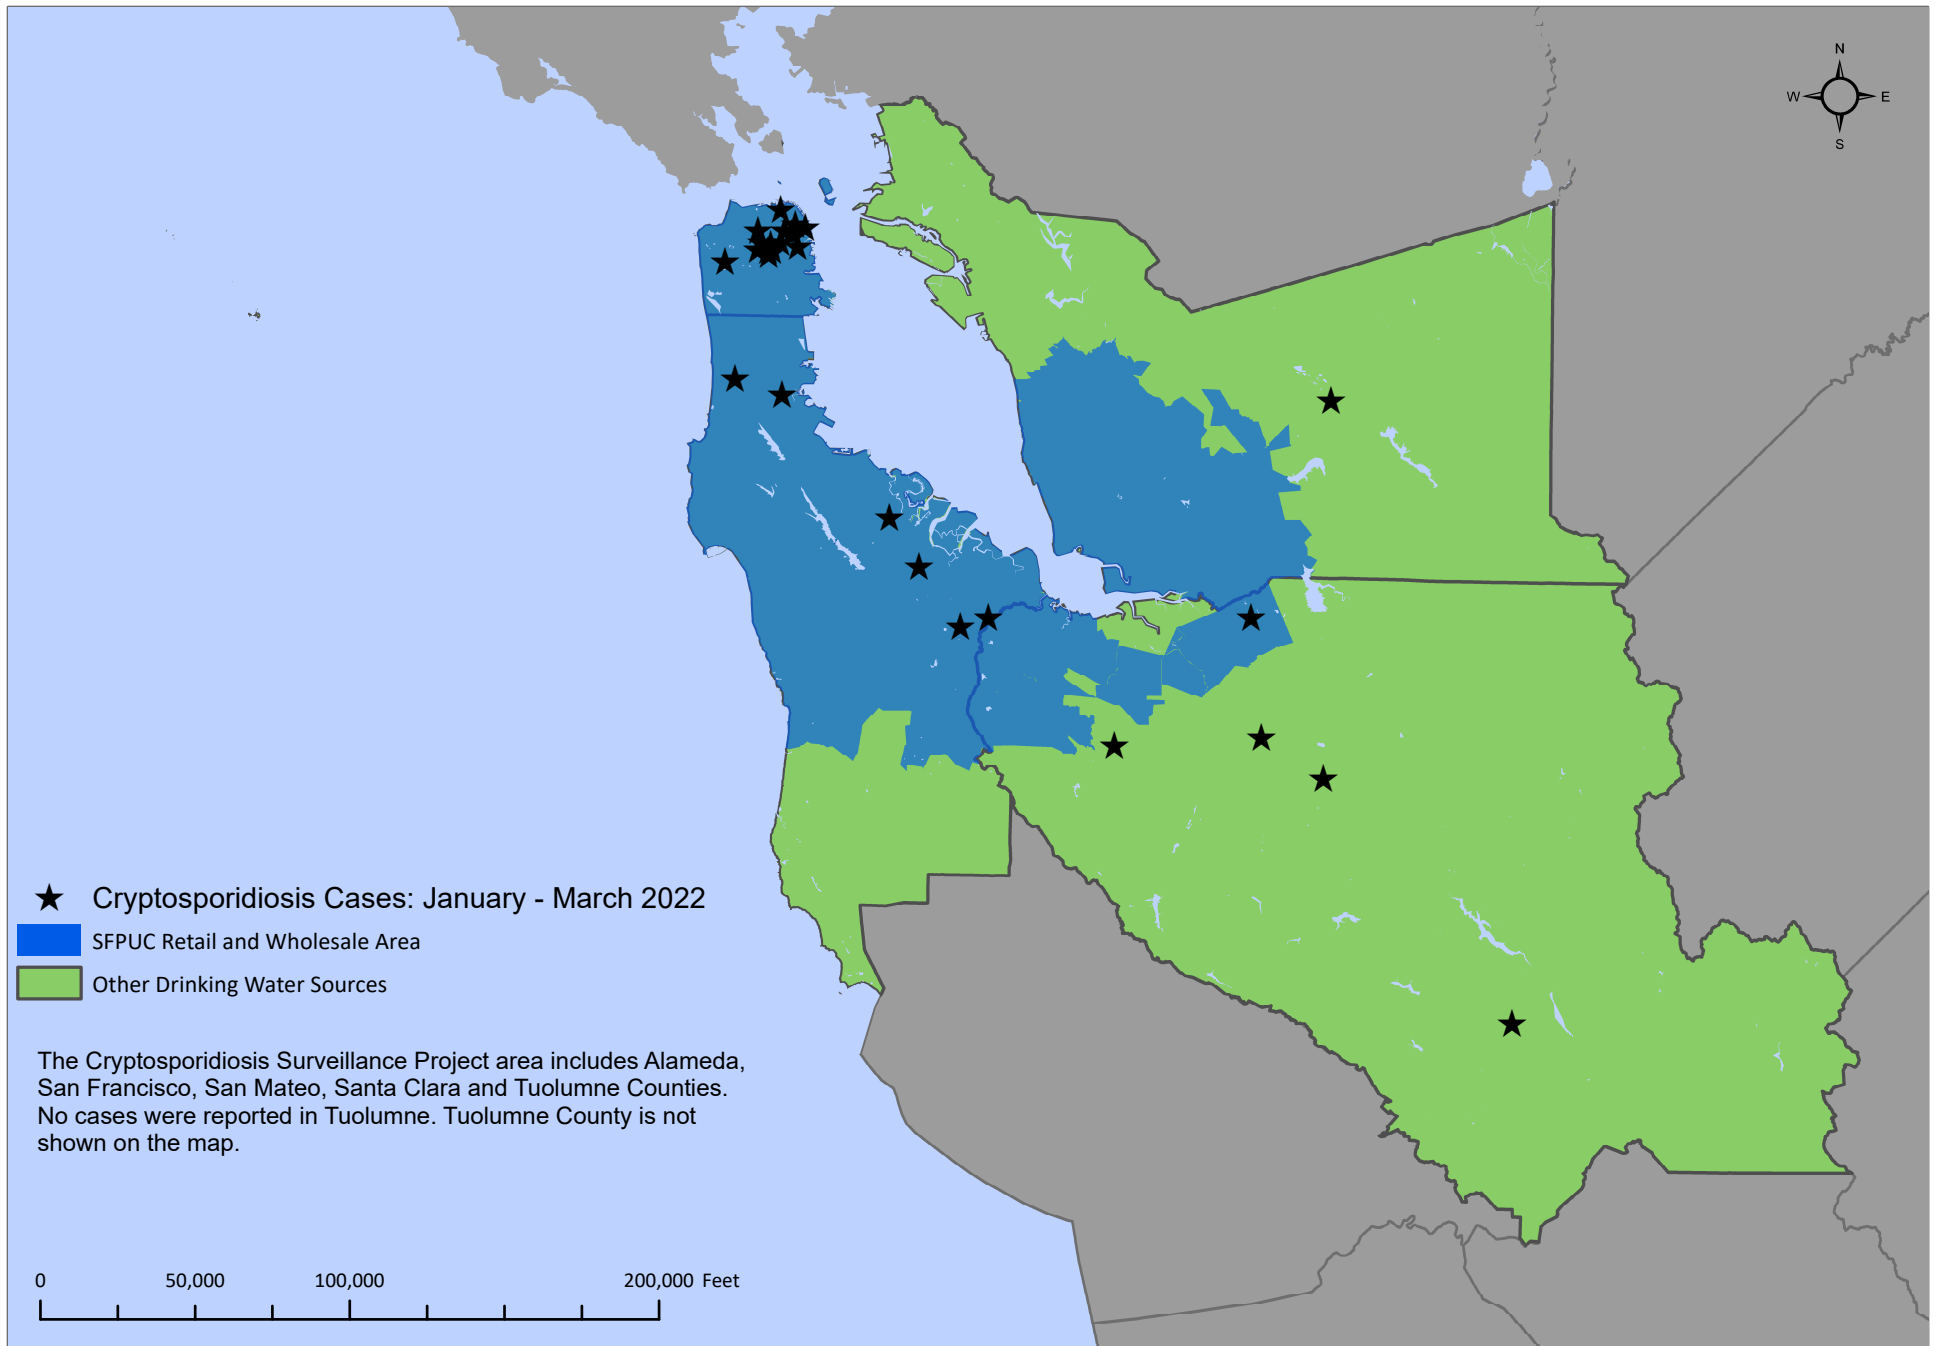 N
W E
S
Cryptosporidiosis Cases: January - March 2022
SFPUC Retail and Wholesale Area
Other Drinking Water Sources
The Cryptosporidiosis Surveillance Project area includes Alameda,
San Francisco, San Mateo, Santa Clara and Tuolumne Counties.
No cases were reported in Tuolumne. Tuolumne County is not
shown on the map.
0 50,000 100,000 200,000 Feet